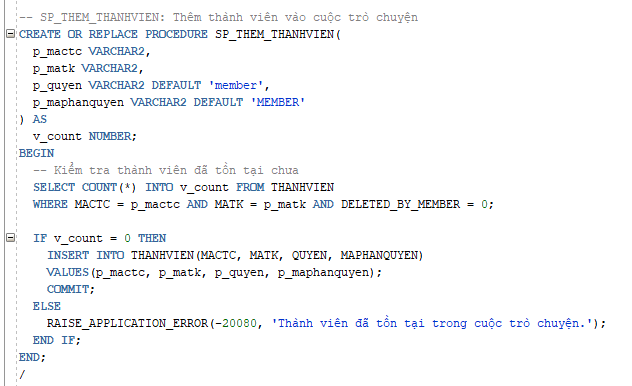 -- SP_THEM_THANHVIEN: Thêm thành viên vào cuộc trò chuyện
CREATE OR REPLACE PROCEDURE SP_THEM_THANHVIEN(
  p_mactc VARCHAR2,
  p_matk VARCHAR2,
  p_quyen VARCHAR2 DEFAULT 'member',
  p_maphanquyen VARCHAR2 DEFAULT 'MEMBER'
) AS
  v_count NUMBER;
BEGIN
  -- Kiểm tra thành viên đã tồn tại chưa
  SELECT COUNT(*) INTO v_count FROM THANHVIEN
  WHERE MACTC = p_mactc AND MATK = p_matk AND DELETED_BY_MEMBER = 0;

  IF v_count = 0 THEN
    INSERT INTO THANHVIEN(MACTC, MATK, QUYEN, MAPHANQUYEN)
    VALUES(p_mactc, p_matk, p_quyen, p_maphanquyen);
    COMMIT;
  ELSE
    RAISE_APPLICATION_ERROR(-20080, 'Thành viên đã tồn tại trong cuộc trò chuyện.');
  END IF;
END;
/